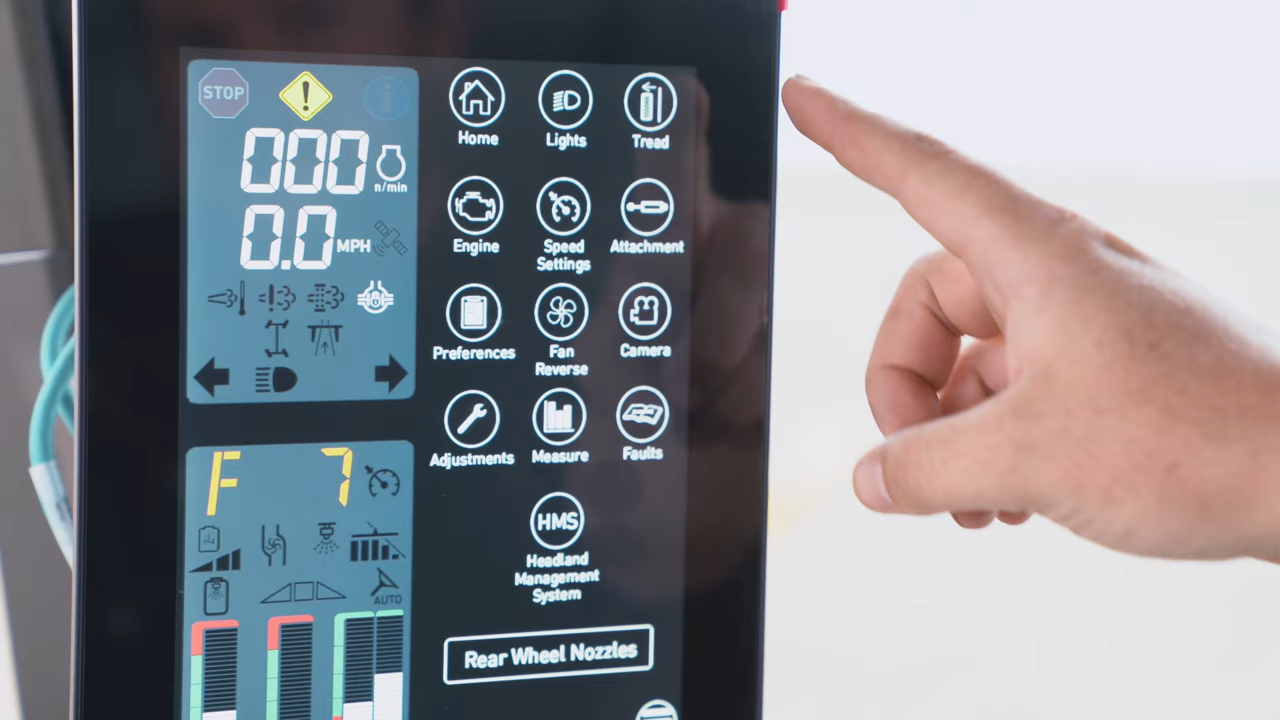 STOP
000
n/min
0.0 MPH
F 7
AUTO
Home
Lights
Tread
Engine
Speed
Settings
Attachment
Preferences
Fan
Reverse
Camera
Adjustments
Measure
Faults
HMS
Headland
Management
System
Rear Wheel Nozzles